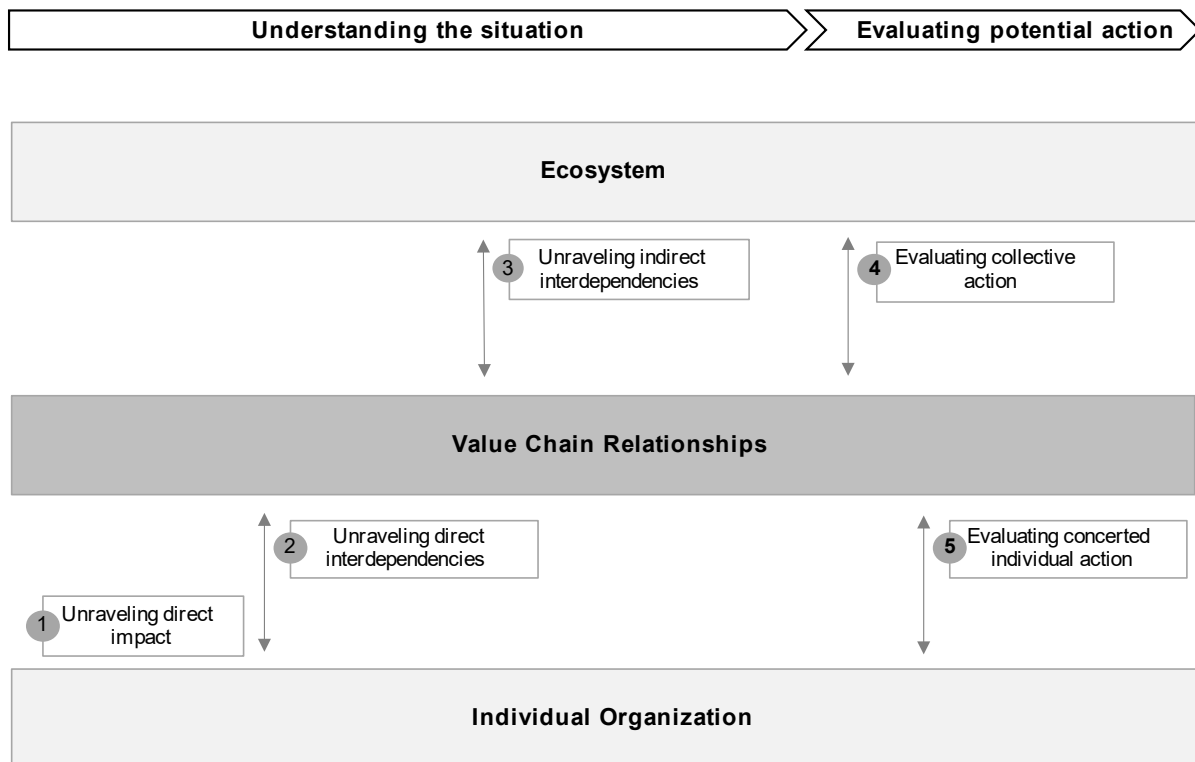 Understanding the situation
Evaluating potential action
Ecosystem
3
Unraveling indirect
interdependencies
4
Evaluating collective
action
Value Chain Relationships
2
Unraveling direct
interdependencies
5
Evaluating concerted
individual action
1
Unraveling direct
impact
Individual Organization